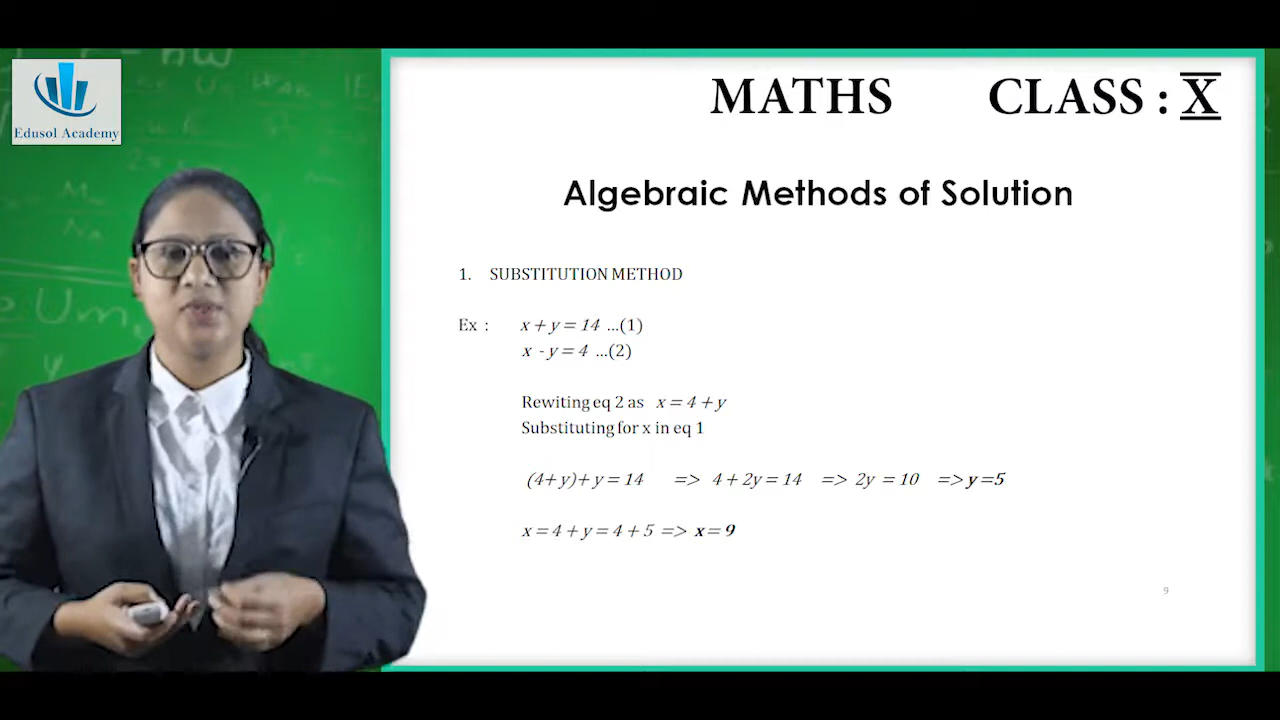 Edusol Academy
MATHS CLASS : X
Algebraic Methods of Solution
1. SUBSTITUTION METHOD
Ex : x + y = 14 ...(1)
x - y = 4 ...(2)
Rewiting eq 2 as x = 4 + y
Substituting for x in eq 1
(4+ y)+ y = 14 => 4 + 2y = 14 => 2y = 10 => y =5
x = 4 + y = 4 + 5 => x = 9
9